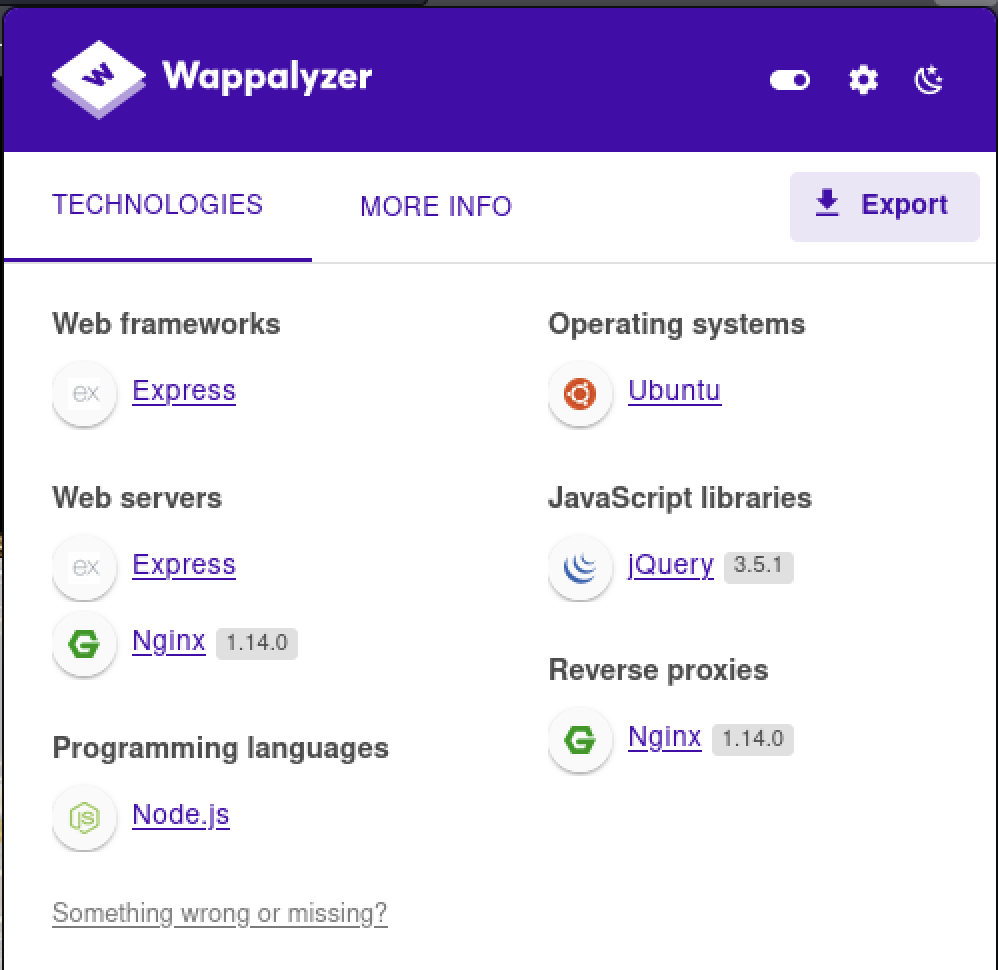 Wappalyzer
TECHNOLOGIES
MORE INFO
Export
Web frameworks
ex
Express
Web servers
ex
Express
Nginx 1.14.0
Programming languages
JS
Node.js
Something wrong or missing?
Operating systems
Ubuntu
JavaScript libraries
jQuery 3.5.1
Reverse proxies
Nginx 1.14.0